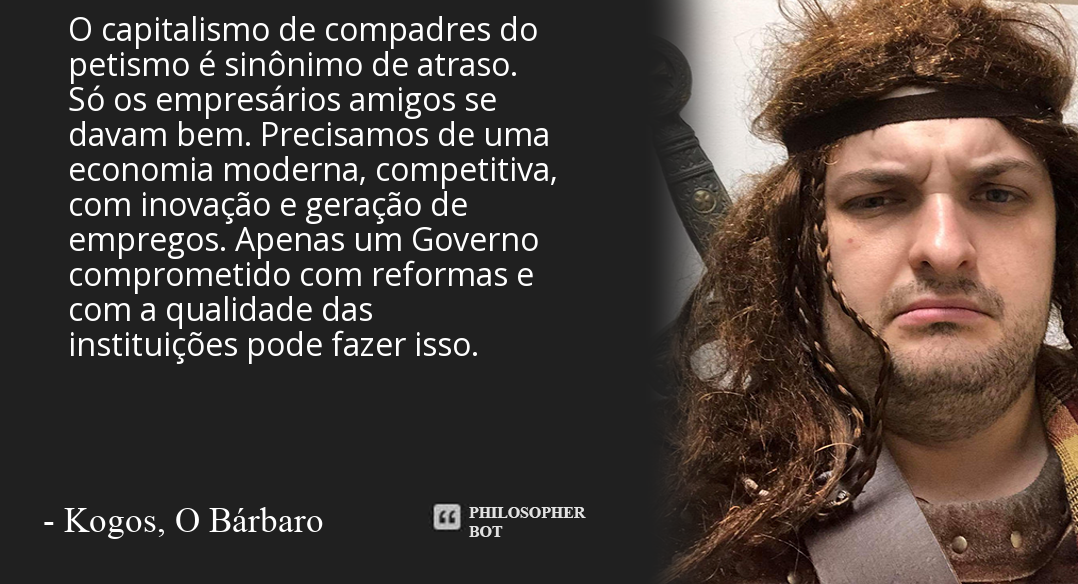 O capitalismo de compadres do
petismo é sinônimo de atraso.
Só os empresários amigos se
davam bem. Precisamos de uma
economia moderna, competitiva,
com inovação e geração de
empregos. Apenas um Governo
comprometido com reformas e
com a qualidade das
instituições pode fazer isso.
- Kogos, O Bárbaro
PHILOSOPHER
BOT